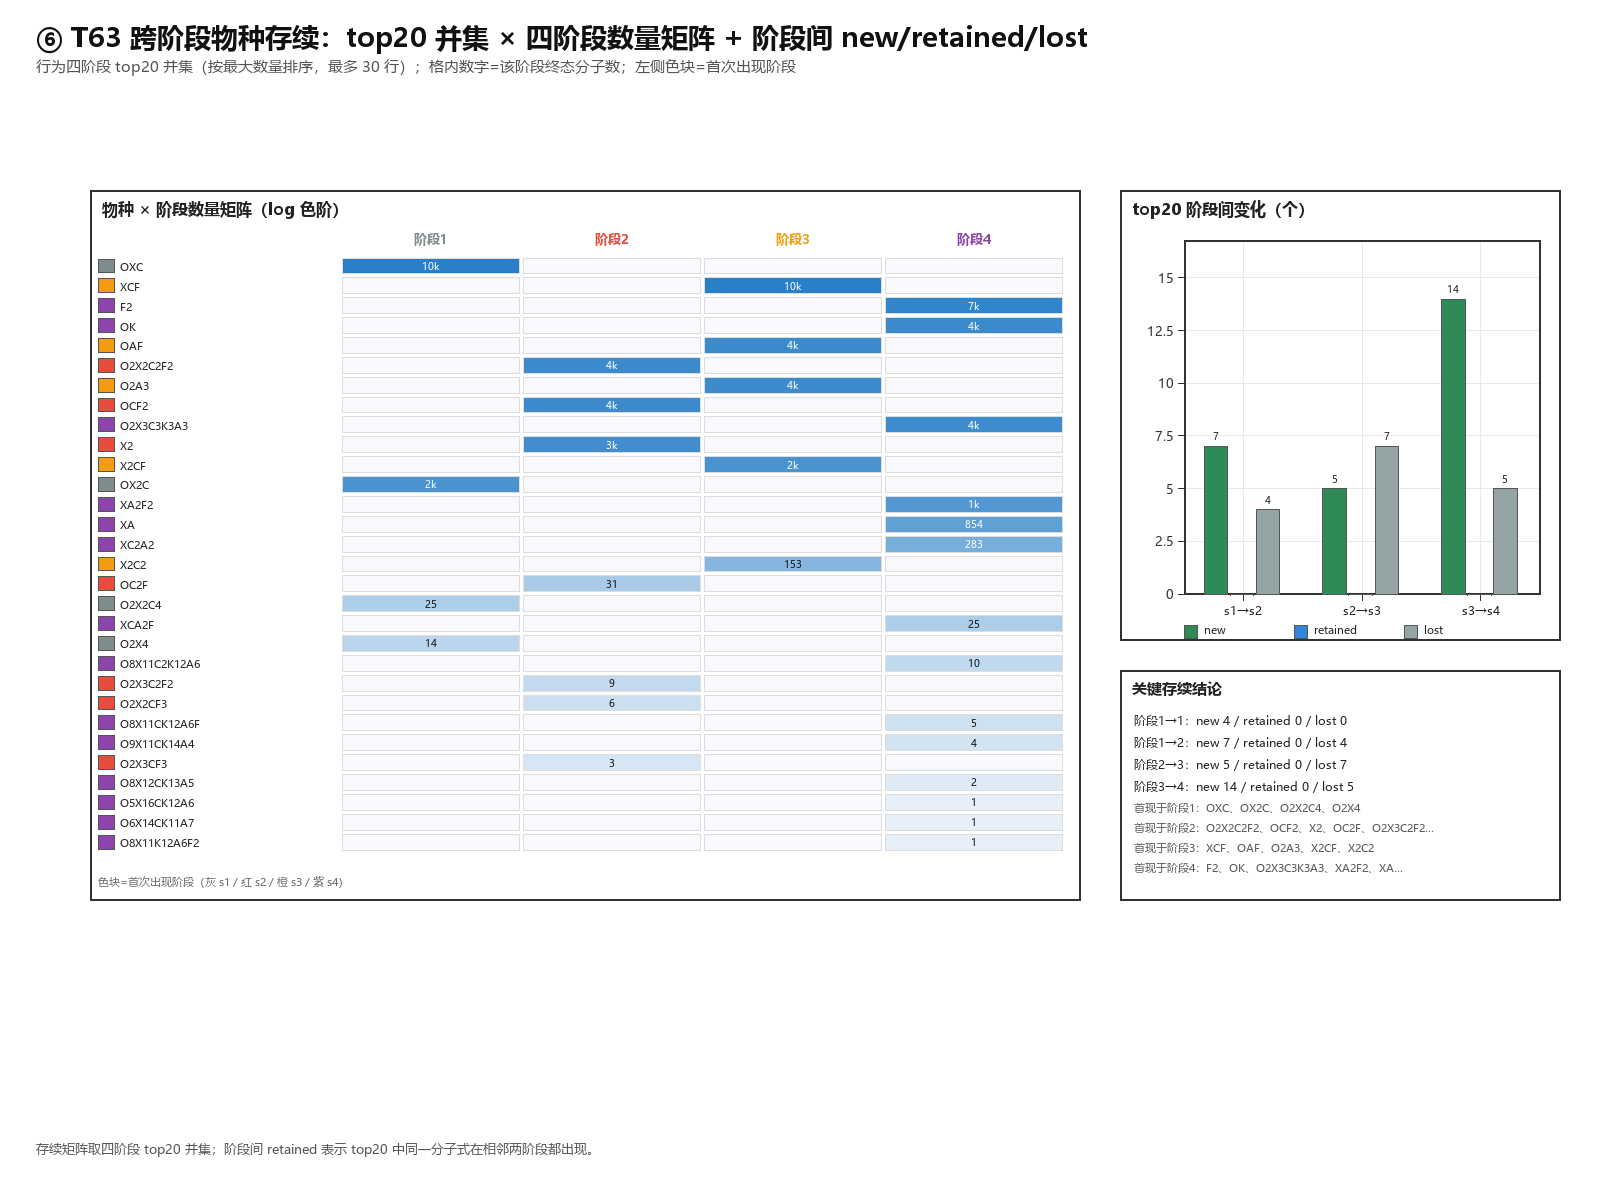 ⑥ T63 跨阶段物种存续：top20 并集 × 四阶段数量矩阵 + 阶段间 new/retained/lost
行为四阶段 top20 并集（按最大数量排序，最多 30 行）；格内数字=该阶段终态分子数；左侧色块=首次出现阶段
物种 × 阶段数量矩阵（log 色阶）
阶段1 阶段2 阶段3 阶段4
OXC 10k
XCF 10k
F2 7k
OK 4k
OAF 4k
O2X2C2F2 4k
O2A3 4k
OCF2 4k
O2X3C3K3A3 4k
X2 3k
X2CF 2k
OX2C 2k
XA2F2 1k
XA 854
XC2A2 283
X2C2 153
OC2F 31
O2X2C4 25
XCA2F 25
O2X4 14
O8X11C2K12A6 10
O2X3C2F2 9
O2X2CF3 6
O8X11CK12A6F 5
O9X11CK14A4 4
O2X3CF3 3
O8X12CK13A5 2
O5X16CK12A6 1
O6X14CK11A7 1
O8X11K12A6F2 1
色块=首次出现阶段（灰 s1 / 红 s2 / 橙 s3 / 紫 s4）
top20 阶段间变化（个）
15
12.5
10
7.5
5
2.5
0
7 4 5 7 14 5
s1→s2 s2→s3 s3→s4
new retained lost
关键存续结论
阶段1→1：new 4 / retained 0 / lost 0
阶段1→2：new 7 / retained 0 / lost 4
阶段2→3：new 5 / retained 0 / lost 7
阶段3→4：new 14 / retained 0 / lost 5
首现于阶段1：OXC、OX2C、O2X2C4、O2X4
首现于阶段2：O2X2C2F2、OCF2、X2、OC2F、O2X3C2F2…
首现于阶段3：XCF、OAF、O2A3、X2CF、X2C2
首现于阶段4：F2、OK、O2X3C3K3A3、XA2F2、XA…
存续矩阵取四阶段 top20 并集；阶段间 retained 表示 top20 中同一分子式在相邻两阶段都出现。